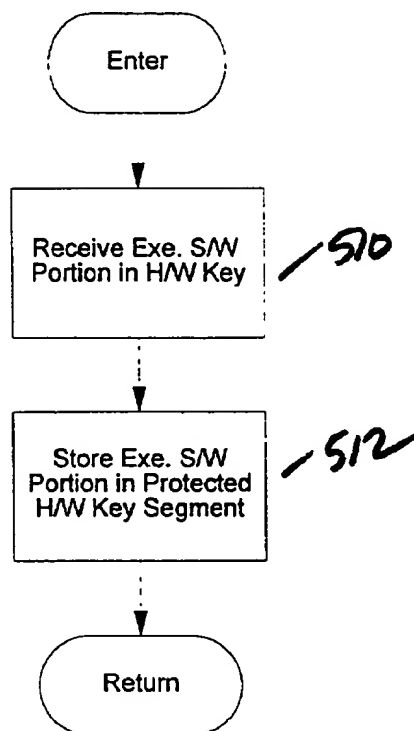 Enter
Receive Exe. S/W
Portion in H/W Key
510
Store Exe. S/W
Portion in Protected
H/W Key Segment
512
Return